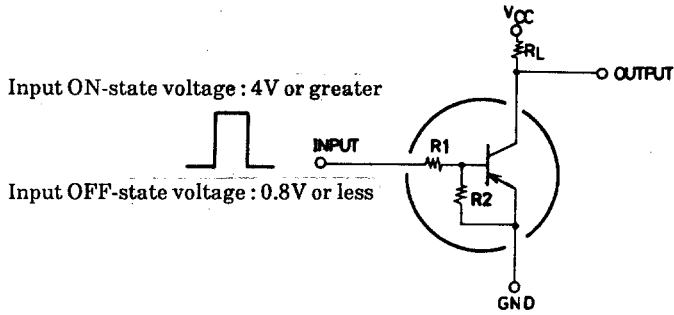 VCC
RL
OUTPUT
Input ON-state voltage : 4V or greater
INPUT
R1
R2
Input OFF-state voltage : 0.8V or less
GND